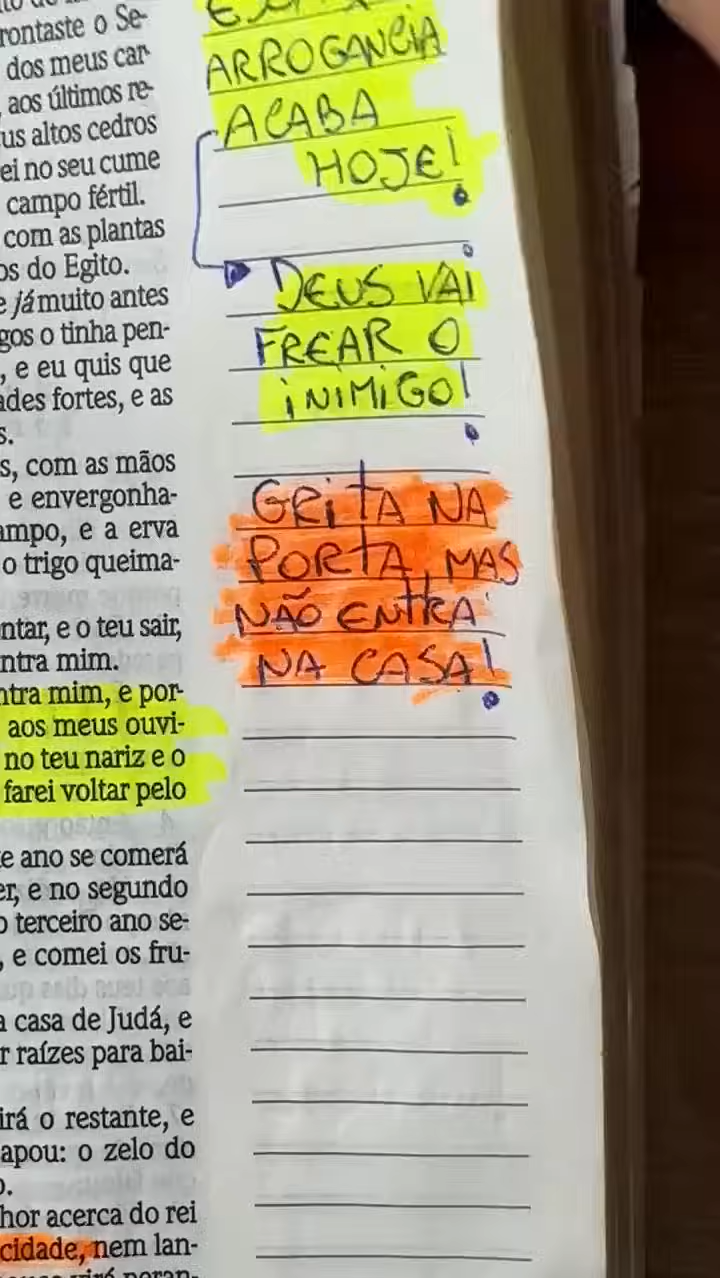 rontaste o Se-
dos meus car-
aos últimos re-
us altos cedros
ei no seu cume
campo fértil.
com as plantas
os do Egito.
e já muito antes
gos o tinha pen-
, e eu quis que
ades fortes, e as
s.
s, com as mãos
e envergonha-
ampo, e a erva
o trigo queima-
ntar, e o teu sair,
ntra mim.
ntra mim, e por-
aos meus ouvi-
no teu nariz e o
farei voltar pelo
e ano se comerá
er, e no segundo
o terceiro ano se-
, e comei os fru-
a casa de Judá, e
r raízes para bai-
irá o restante, e
apou: o zelo do
o.
hor acerca do rei
cidade, nem lan-
ARROGANCIA
ACABA
HOJE!
DEUS VAI
FREAR O
INIMIGO!
GRITA NA
PORTA, MAS
NÃO ENTRA
NA CASA!